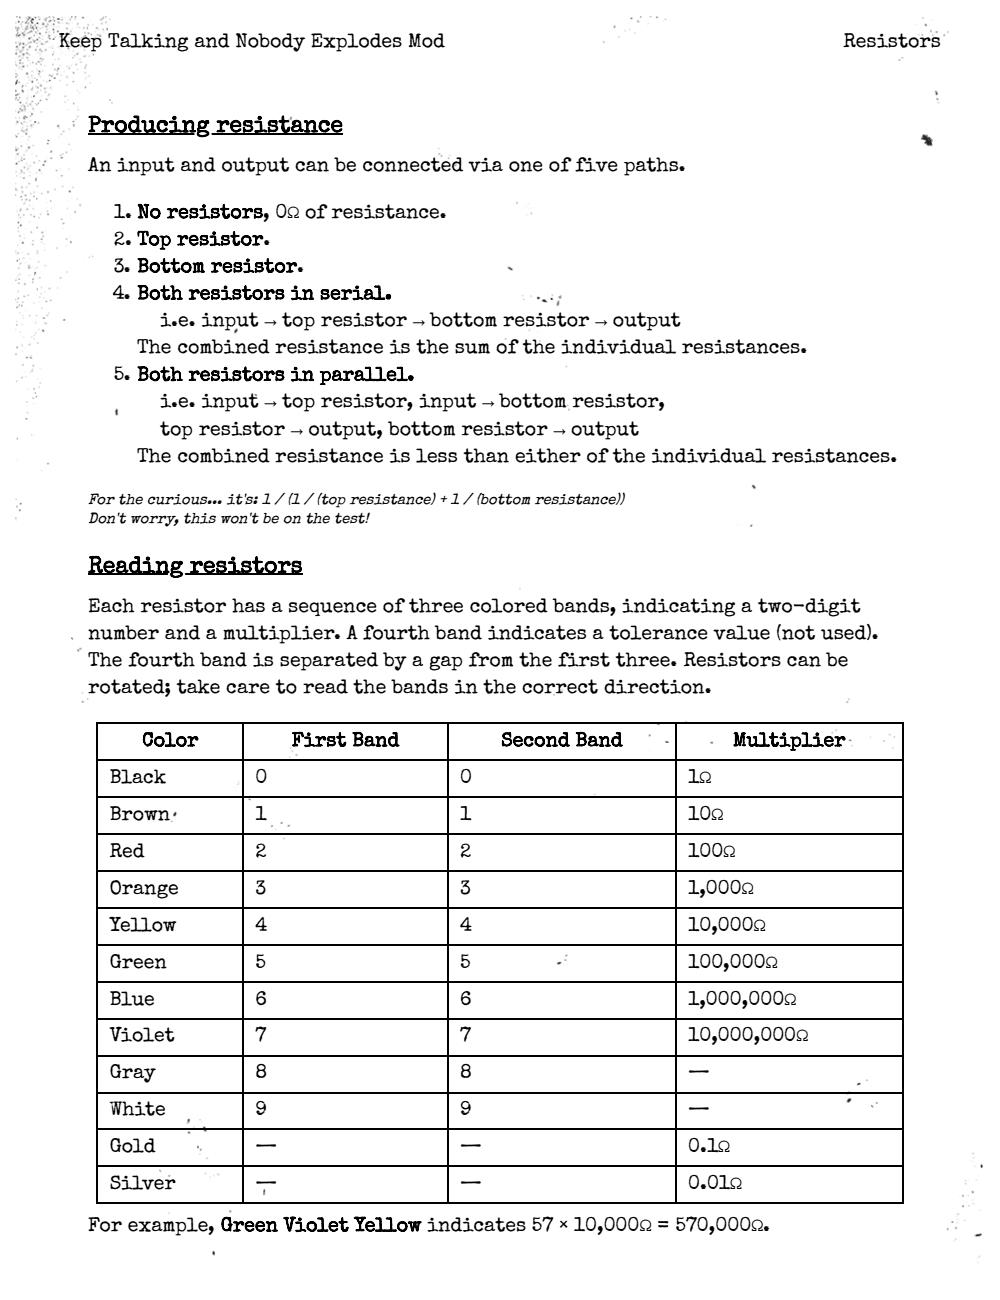 Keep Talking and Nobody Explodes Mod
Resistors
Producing resistance
An input and output can be connected via one of five paths.
1. No resistors, 0Ω of resistance.
2. Top resistor.
3. Bottom resistor.
4. Both resistors in serial.
i.e. input → top resistor → bottom resistor → output
The combined resistance is the sum of the individual resistances.
5. Both resistors in parallel.
i.e. input → top resistor, input → bottom resistor,
top resistor → output, bottom resistor → output
The combined resistance is less than either of the individual resistances.
For the curious... it's: 1 / (1 / (top resistance) + 1 / (bottom resistance))
Don't worry, this won't be on the test!
Reading resistors
Each resistor has a sequence of three colored bands, indicating a two-digit
number and a multiplier. A fourth band indicates a tolerance value (not used).
The fourth band is separated by a gap from the first three. Resistors can be
rotated; take care to read the bands in the correct direction.
Color First Band Second Band Multiplier
Black 0 0 1Ω
Brown 1 1 10Ω
Red 2 2 100Ω
Orange 3 3 1,000Ω
Yellow 4 4 10,000Ω
Green 5 5 100,000Ω
Blue 6 6 1,000,000Ω
Violet 7 7 10,000,000Ω
Gray 8 8 —
White 9 9 —
Gold — — 0.1Ω
Silver — — 0.01Ω
For example, Green Violet Yellow indicates 57 × 10,000Ω = 570,000Ω.